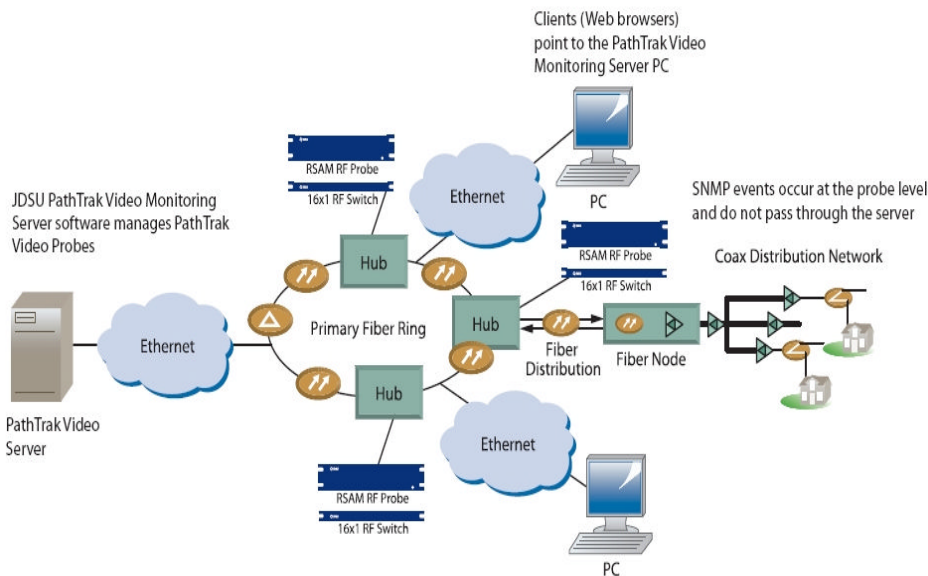 Clients (Web browsers)
point to the PathTrak Video
Monitoring Server PC
RSAM RF Probe
16x1 RF Switch
Ethernet
PC
JDSU PathTrak Video Monitoring
Server software manages PathTrak
Video Probes
SNMP events occur at the probe level
and do not pass through the server
Hub
RSAM RF Probe
16x1 RF Switch
Coax Distribution Network
Primary Fiber Ring
Hub
Ethernet
Fiber
Distribution
Fiber Node
Hub
PathTrak Video
Server
Ethernet
RSAM RF Probe
16x1 RF Switch
PC